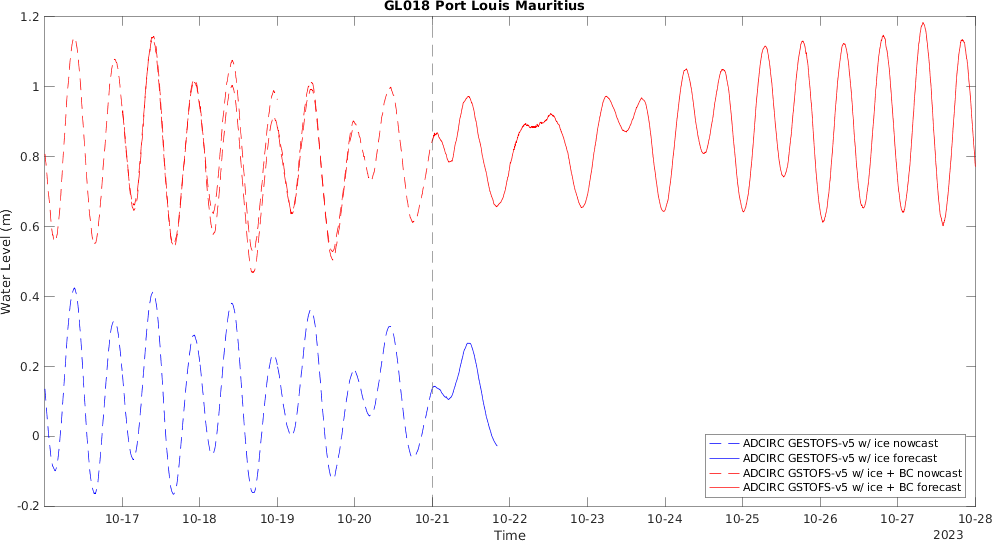 GL018 Port Louis Mauritius
1.2
1
0.8
0.6
0.4
0.2
0
-0.2
Water Level (m)
10-17 10-18 10-19 10-20 10-21 10-22 10-23 10-24 10-25 10-26 10-27 10-28
Time
2023
ADCIRC GESTOFS-v5 w/ ice nowcast
ADCIRC GESTOFS-v5 w/ ice forecast
ADCIRC GSTOFS-v5 w/ ice + BC nowcast
ADCIRC GSTOFS-v5 w/ ice + BC forecast